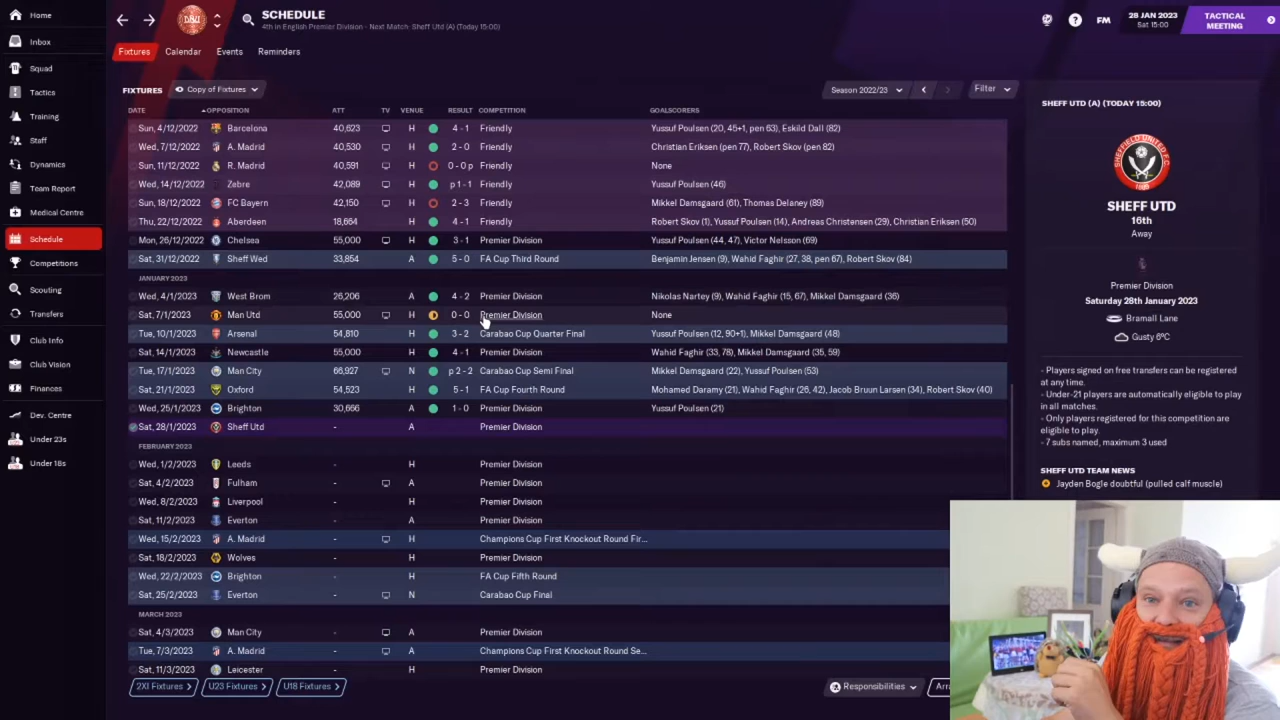 Home
Inbox
Squad
Tactics
Training
Staff
Dynamics
Team Report
Medical Centre
Schedule
Competitions
Scouting
Transfers
Club Info
Club Vision
Finances
Dev. Centre
Under 23s
Under 18s
DBU
SCHEDULE
4th in English Premier Division - Next Match: Sheff Utd (A) (Today 15:00)
? FM
28 JAN 2023
Sat 15:00
TACTICAL
MEETING
Fixtures Calendar Events Reminders
FIXTURES Copy of Fixtures Season 2022/23 Filter
DATE OPPOSITION ATT TV VENUE RESULT COMPETITION GOALSCORERS
Sun, 4/12/2022 Barcelona 40,623 H 4 - 1 Friendly Yussuf Poulsen (20, 45+1, pen 63), Eskild Dall (82)
Wed, 7/12/2022 A. Madrid 40,530 H 2 - 0 Friendly Christian Eriksen (pen 77), Robert Skov (pen 82)
Sun, 11/12/2022 R. Madrid 40,591 H 0 - 0 p Friendly None
Wed, 14/12/2022 Zebre 42,089 H p 1 - 1 Friendly Yussuf Poulsen (46)
Sun, 18/12/2022 FC Bayern 42,150 H 2 - 3 Friendly Mikkel Damsgaard (61), Thomas Delaney (89)
Thu, 22/12/2022 Aberdeen 18,664 H 4 - 1 Friendly Robert Skov (1), Yussuf Poulsen (14), Andreas Christensen (29), Christian Eriksen (50)
Mon, 26/12/2022 Chelsea 55,000 H 3 - 1 Premier Division Yussuf Poulsen (44, 47), Victor Nelsson (69)
Sat, 31/12/2022 Sheff Wed 33,854 A 5 - 0 FA Cup Third Round Benjamin Jensen (9), Wahid Faghir (27, 38, pen 67), Robert Skov (84)
JANUARY 2023
Wed, 4/1/2023 West Brom 26,206 A 4 - 2 Premier Division Nikolas Nartey (9), Wahid Faghir (15, 67), Mikkel Damsgaard (36)
Sat, 7/1/2023 Man Utd 55,000 H 0 - 0 Premier Division None
Tue, 10/1/2023 Arsenal 54,810 H 3 - 2 Carabao Cup Quarter Final Yussuf Poulsen (12, 90+1), Mikkel Damsgaard (48)
Sat, 14/1/2023 Newcastle 55,000 H 4 - 1 Premier Division Wahid Faghir (33, 78), Mikkel Damsgaard (35, 59)
Tue, 17/1/2023 Man City 66,927 N p 2 - 2 Carabao Cup Semi Final Mikkel Damsgaard (22), Yussuf Poulsen (53)
Sat, 21/1/2023 Oxford 54,523 H 5 - 1 FA Cup Fourth Round Mohamed Daramy (21), Wahid Faghir (26, 42), Jacob Bruun Larsen (34), Robert Skov (40)
Wed, 25/1/2023 Brighton 30,666 A 1 - 0 Premier Division Yussuf Poulsen (21)
Sat, 28/1/2023 Sheff Utd - A Premier Division
FEBRUARY 2023
Wed, 1/2/2023 Leeds - H Premier Division
Sat, 4/2/2023 Fulham - A Premier Division
Wed, 8/2/2023 Liverpool - H Premier Division
Sat, 11/2/2023 Everton - A Premier Division
Wed, 15/2/2023 A. Madrid - H Champions Cup First Knockout Round Fir...
Sat, 18/2/2023 Wolves - H Premier Division
Wed, 22/2/2023 Brighton - H FA Cup Fifth Round
Sat, 25/2/2023 Everton - N Carabao Cup Final
MARCH 2023
Sat, 4/3/2023 Man City - A Premier Division
Tue, 7/3/2023 A. Madrid - A Champions Cup First Knockout Round Se...
Sat, 11/3/2023 Leicester - H Premier Division
2XI Fixtures U23 Fixtures U18 Fixtures Responsibilities Arr
SHEFF UTD (A) (TODAY 15:00)
SHEFF UTD
16th
Away
Premier Division
Saturday 28th January 2023
Bramall Lane
Gusty 6°C
- Players signed on free transfers can be registered
at any time.
- Under-21 players are automatically eligible to play
in all matches.
- Only players registered for this competition are
eligible to play.
- 7 subs named, maximum 3 used
SHEFF UTD TEAM NEWS
Jayden Bogle doubtful (pulled calf muscle)